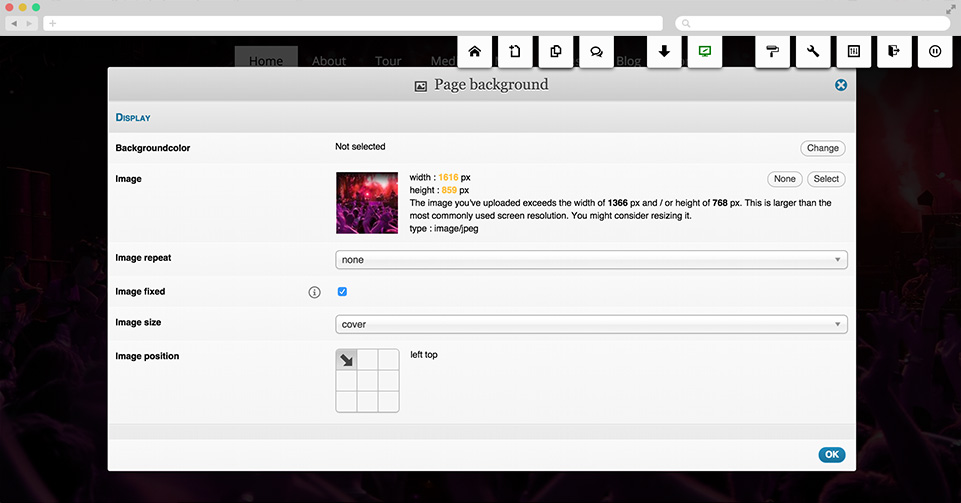 Home About Tour Med Blog
Page background
DISPLAY
Backgroundcolor Not selected Change
Image width : 1616 px None Select
height : 859 px
The image you've uploaded exceeds the width of 1366 px and / or height of 768 px. This is larger than the
most commonly used screen resolution. You might consider resizing it.
type : image/jpeg
Image repeat none
Image fixed
Image size cover
Image position left top
OK